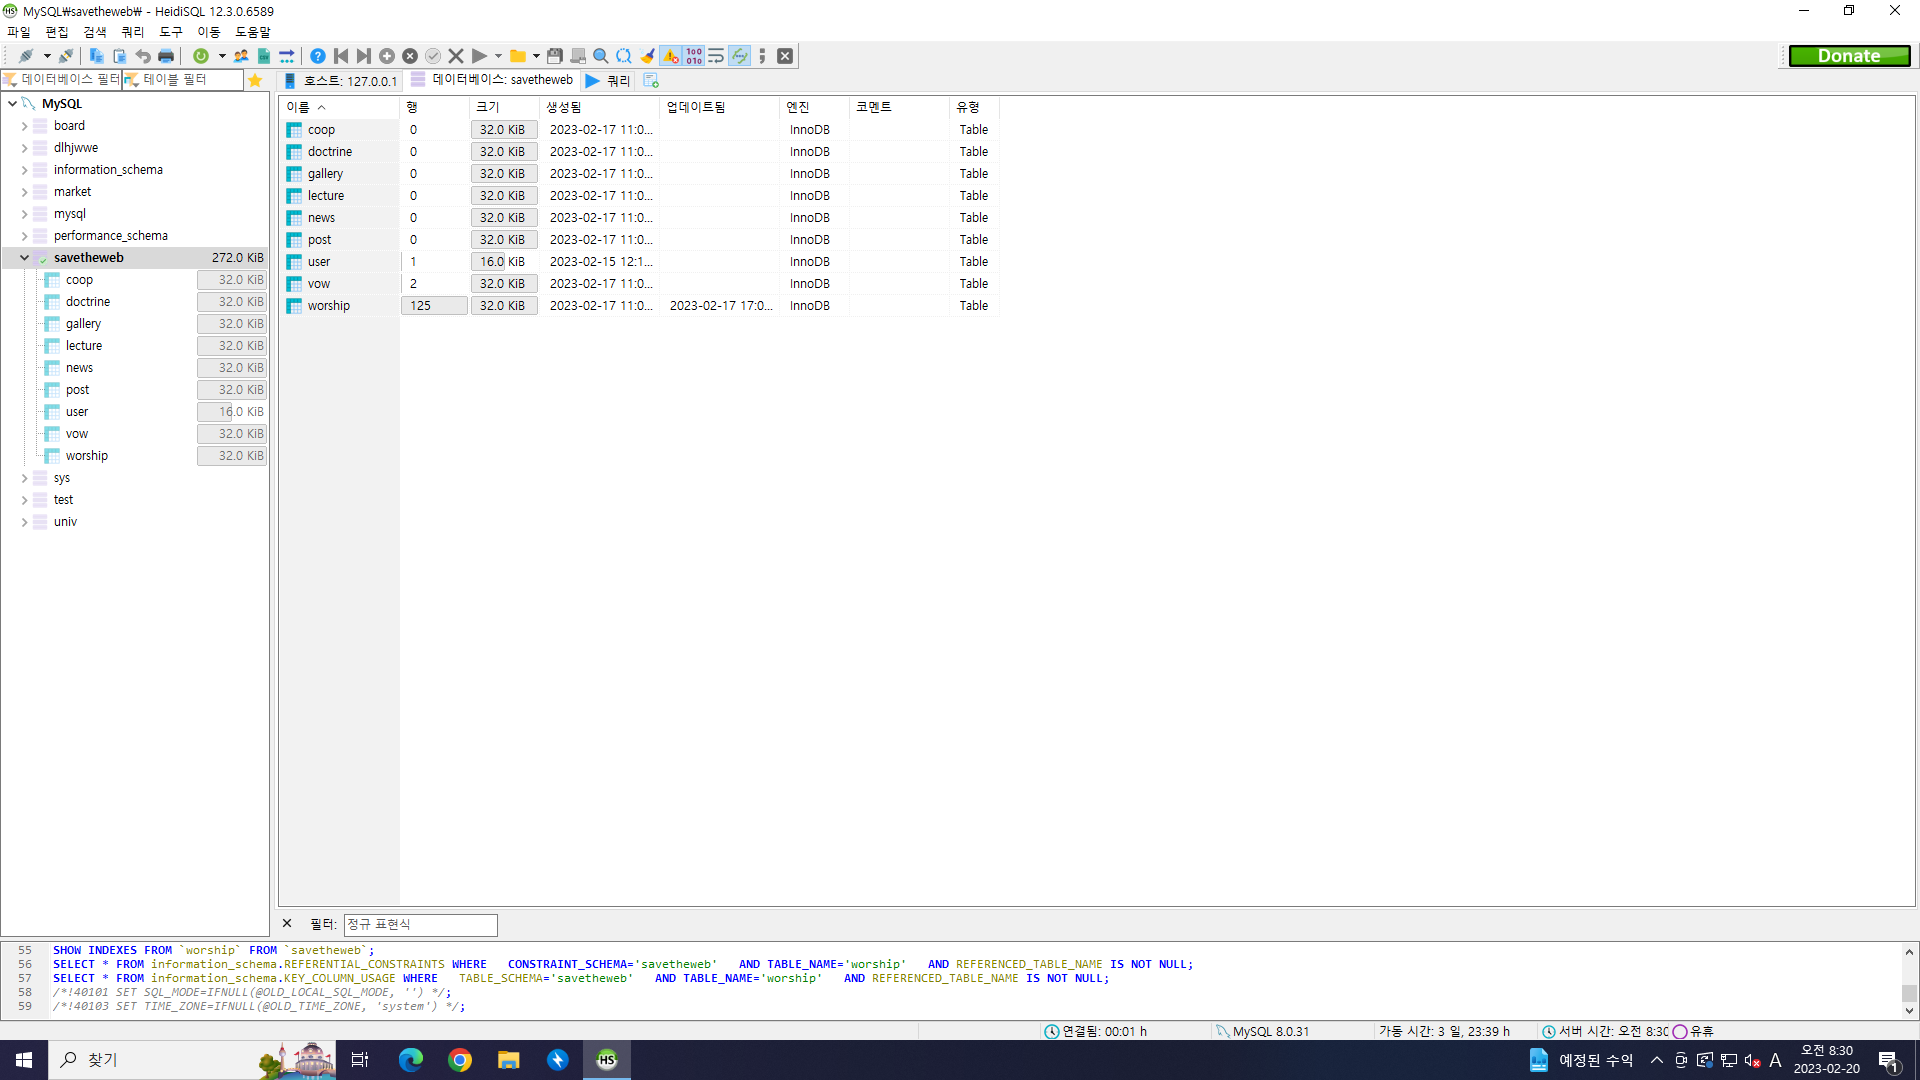 MySQL₩savetheweb₩ - HeidiSQL 12.3.0.6589
파일 편집 검색 쿼리 도구 이동 도움말
Donate
데이터베이스 필터 테이블 필터
호스트: 127.0.0.1 데이터베이스: savetheweb 쿼리
MySQL
board
dlhjwwe
information_schema
market
mysql
performance_schema
savetheweb 272.0 KiB
coop 32.0 KiB
doctrine 32.0 KiB
gallery 32.0 KiB
lecture 32.0 KiB
news 32.0 KiB
post 32.0 KiB
user 16.0 KiB
vow 32.0 KiB
worship 32.0 KiB
sys
test
univ
이름 행 크기 생성됨 업데이트됨 엔진 코멘트 유형
coop 0 32.0 KiB 2023-02-17 11:0... InnoDB Table
doctrine 0 32.0 KiB 2023-02-17 11:0... InnoDB Table
gallery 0 32.0 KiB 2023-02-17 11:0... InnoDB Table
lecture 0 32.0 KiB 2023-02-17 11:0... InnoDB Table
news 0 32.0 KiB 2023-02-17 11:0... InnoDB Table
post 0 32.0 KiB 2023-02-17 11:0... InnoDB Table
user 1 16.0 KiB 2023-02-15 12:1... InnoDB Table
vow 2 32.0 KiB 2023-02-17 11:0... InnoDB Table
worship 125 32.0 KiB 2023-02-17 11:0... 2023-02-17 17:0... InnoDB Table
필터: 정규 표현식
55 SHOW INDEXES FROM `worship` FROM `savetheweb`;
56 SELECT * FROM information_schema.REFERENTIAL_CONSTRAINTS WHERE   CONSTRAINT_SCHEMA='savetheweb'   AND TABLE_NAME='worship'   AND REFERENCED_TABLE_NAME IS NOT NULL;
57 SELECT * FROM information_schema.KEY_COLUMN_USAGE WHERE   TABLE_SCHEMA='savetheweb'   AND TABLE_NAME='worship'   AND REFERENCED_TABLE_NAME IS NOT NULL;
58 /*!40101 SET SQL_MODE=IFNULL(@OLD_LOCAL_SQL_MODE, '') */;
59 /*!40103 SET TIME_ZONE=IFNULL(@OLD_TIME_ZONE, 'system') */;
연결됨: 00:01 h MySQL 8.0.31 가동 시간: 3 일, 23:39 h 서버 시간: 오전 8:30 유휴
찾기 HS 예정된 수익 A 오전 8:30
2023-02-20 1